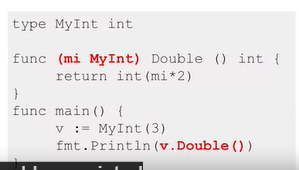 type MyInt int
func (mi MyInt) Double () int {
return int(mi*2)
}
func main() {
v := MyInt(3)
fmt.Println(v.Double())
}